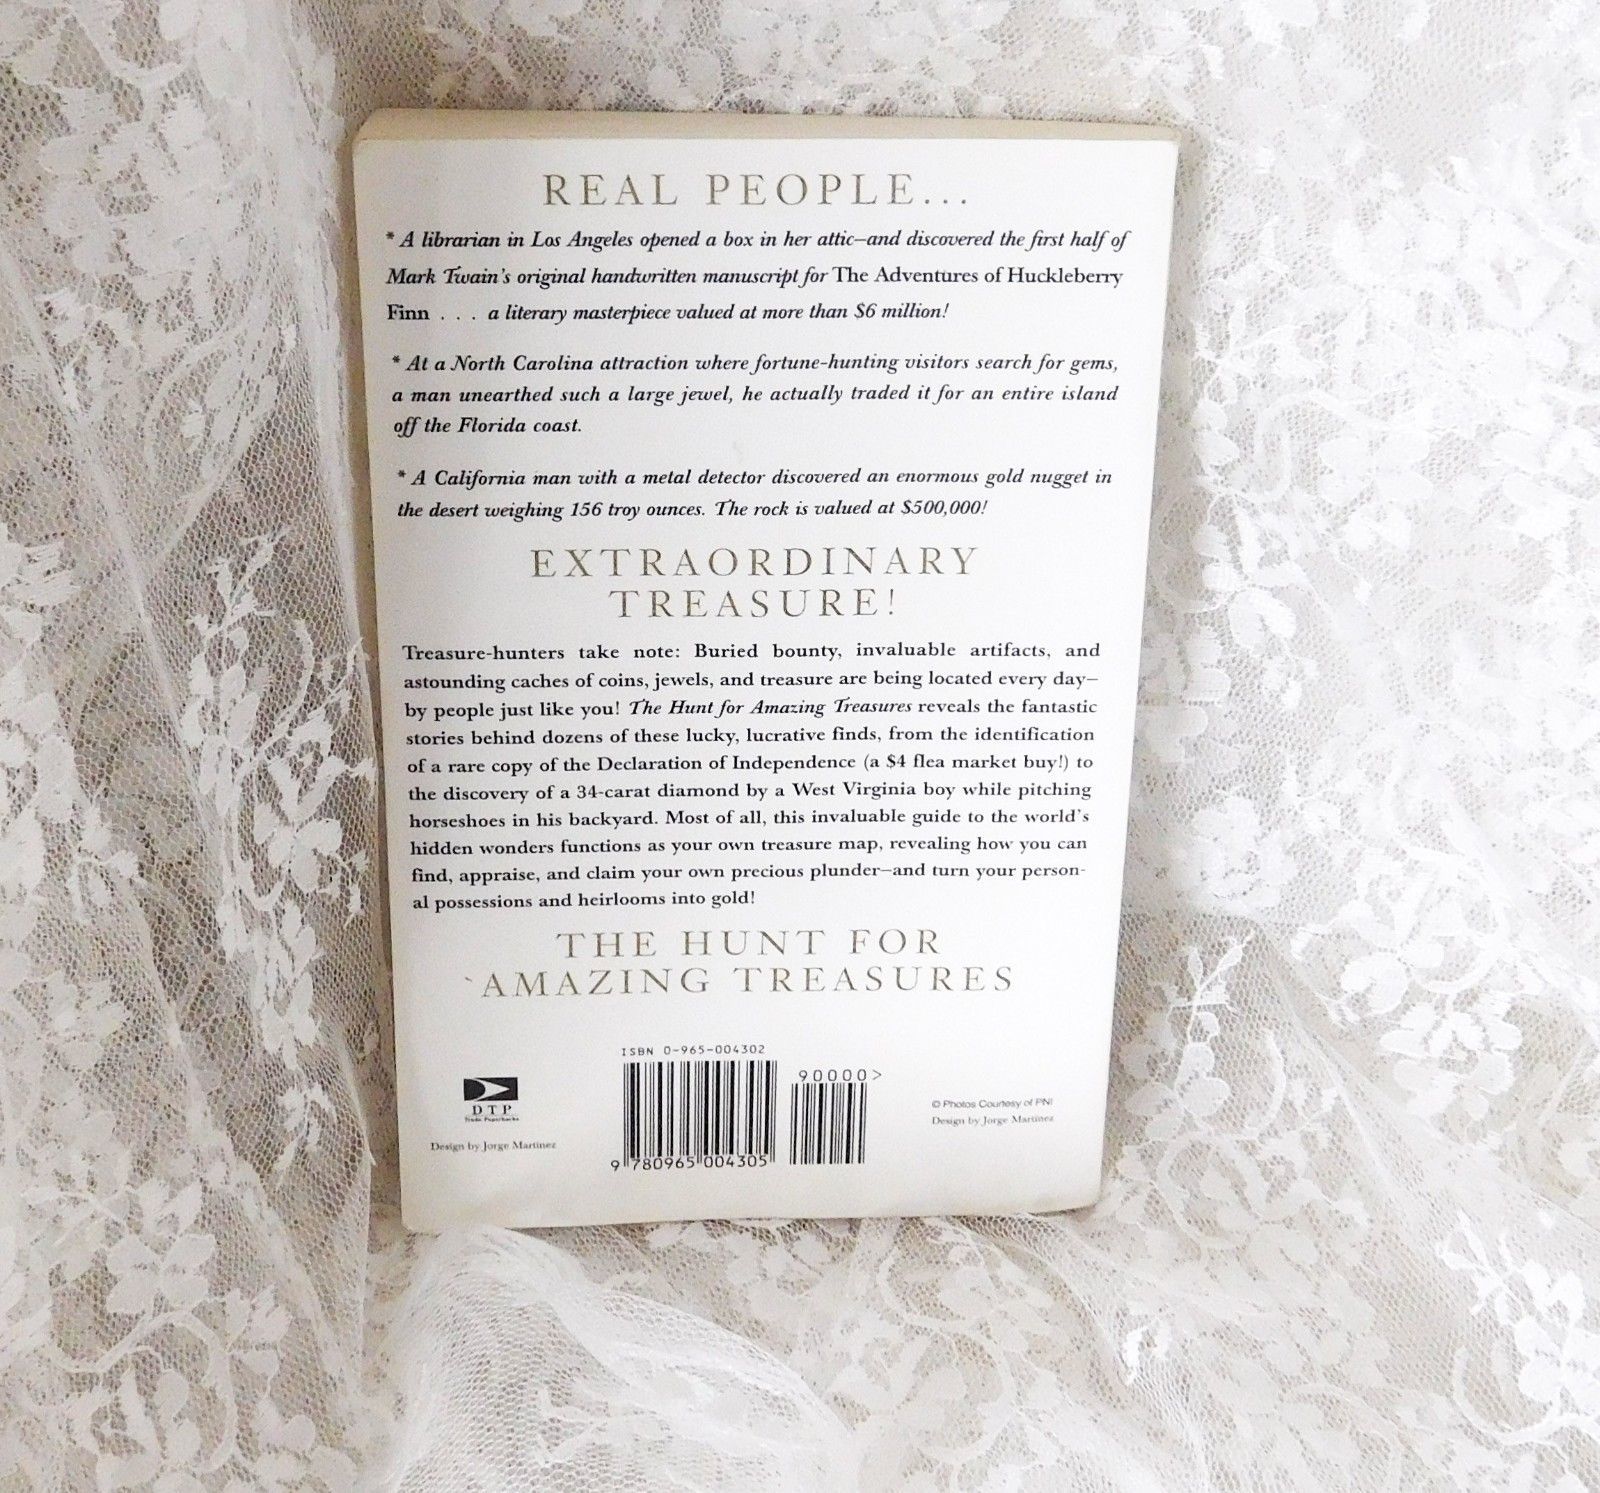 REAL PEOPLE...
* A librarian in Los Angeles opened a box in her attic—and discovered the first half of
Mark Twain's original handwritten manuscript for The Adventures of Huckleberry
Finn . . . a literary masterpiece valued at more than $6 million!
* At a North Carolina attraction where fortune-hunting visitors search for gems,
a man unearthed such a large jewel, he actually traded it for an entire island
off the Florida coast.
* A California man with a metal detector discovered an enormous gold nugget in
the desert weighing 156 troy ounces. The rock is valued at $500,000!
EXTRAORDINARY
TREASURE!
Treasure-hunters take note: Buried bounty, invaluable artifacts, and
astounding caches of coins, jewels, and treasure are being located every day—
by people just like you! The Hunt for Amazing Treasures reveals the fantastic
stories behind dozens of these lucky, lucrative finds, from the identification
of a rare copy of the Declaration of Independence (a $4 flea market buy!) to
the discovery of a 34-carat diamond by a West Virginia boy while pitching
horseshoes in his backyard. Most of all, this invaluable guide to the world's
hidden wonders functions as your own treasure map, revealing how you can
find, appraise, and claim your own precious plunder—and turn your person-
al possessions and heirlooms into gold!
THE HUNT FOR
AMAZING TREASURES
ISBN 0-965-004302
90000>
9 780965 004305
DTP
Trade Paperbacks
Design by Jorge Martinez
© Photos Courtesy of PNI
Design by Jorge Martinez